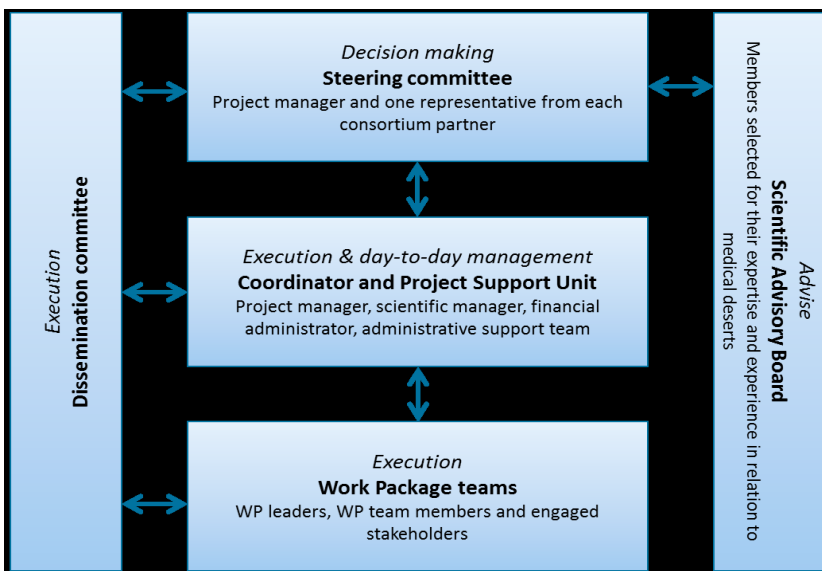 Execution
Dissemination committee
Decision making
Steering committee
Project manager and one representative from each
consortium partner
Execution & day-to-day management
Coordinator and Project Support Unit
Project manager, scientific manager, financial
administrator, administrative support team
Execution
Work Package teams
WP leaders, WP team members and engaged
stakeholders
Advise
Scientific Advisory Board
Members selected for their expertise and experience in relation to
medical deserts